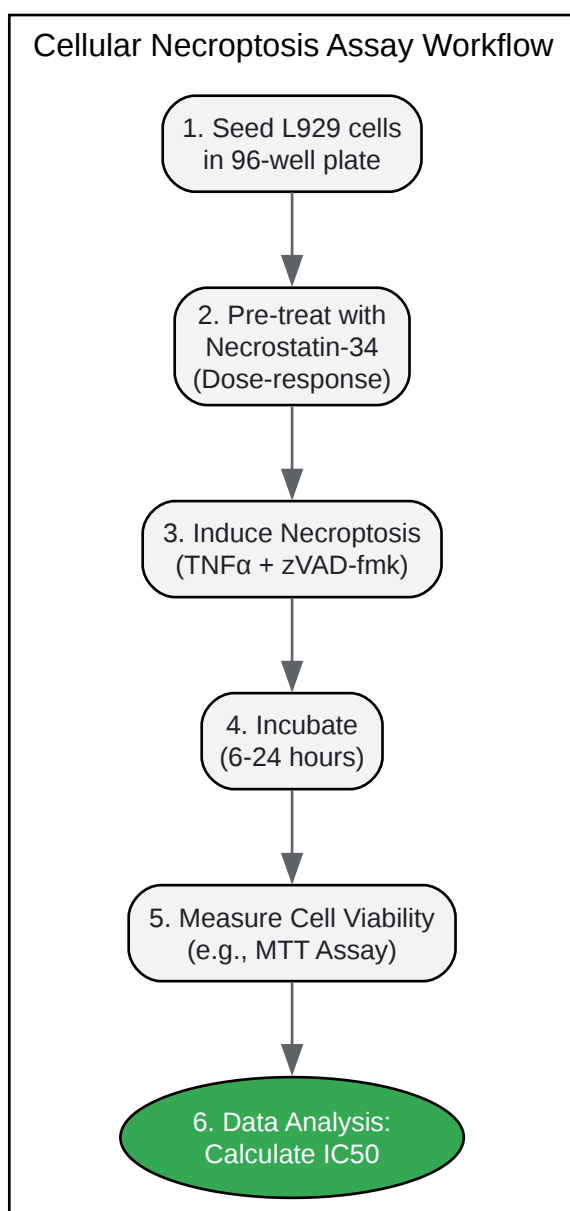 Cellular Necroptosis Assay Workflow
1. Seed L929 cells
in 96-well plate
2. Pre-treat with
Necrostatin-34
(Dose-response)
3. Induce Necroptosis
(TNFα + zVAD-fmk)
4. Incubate
(6-24 hours)
5. Measure Cell Viability
(e.g., MTT Assay)
6. Data Analysis:
Calculate IC50